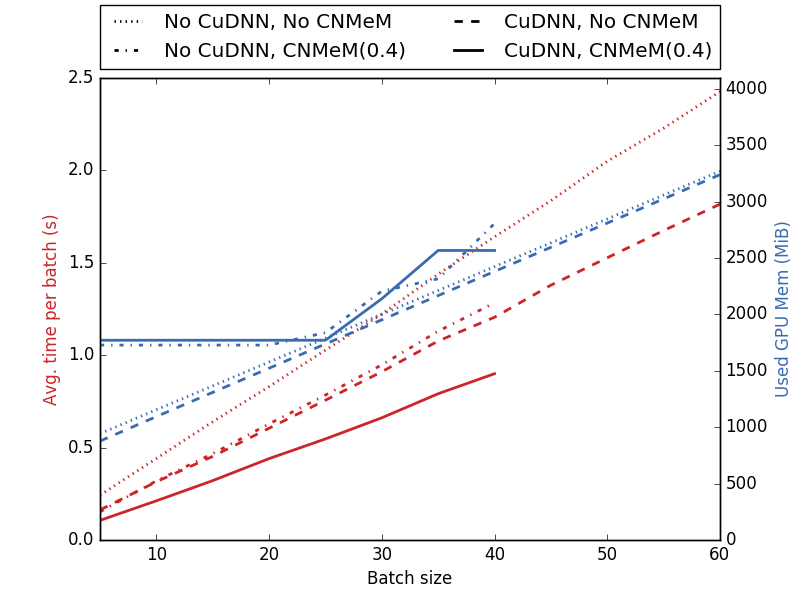 No CuDNN, No CNMeM
CuDNN, No CNMeM
No CuDNN, CNMeM(0.4)
CuDNN, CNMeM(0.4)
2.5
2.0
1.5
1.0
0.5
0.0
Avg. time per batch (s)
4000
3500
3000
2500
2000
1500
1000
500
0
Used GPU Mem (MiB)
10 20 30 40 50 60
Batch size